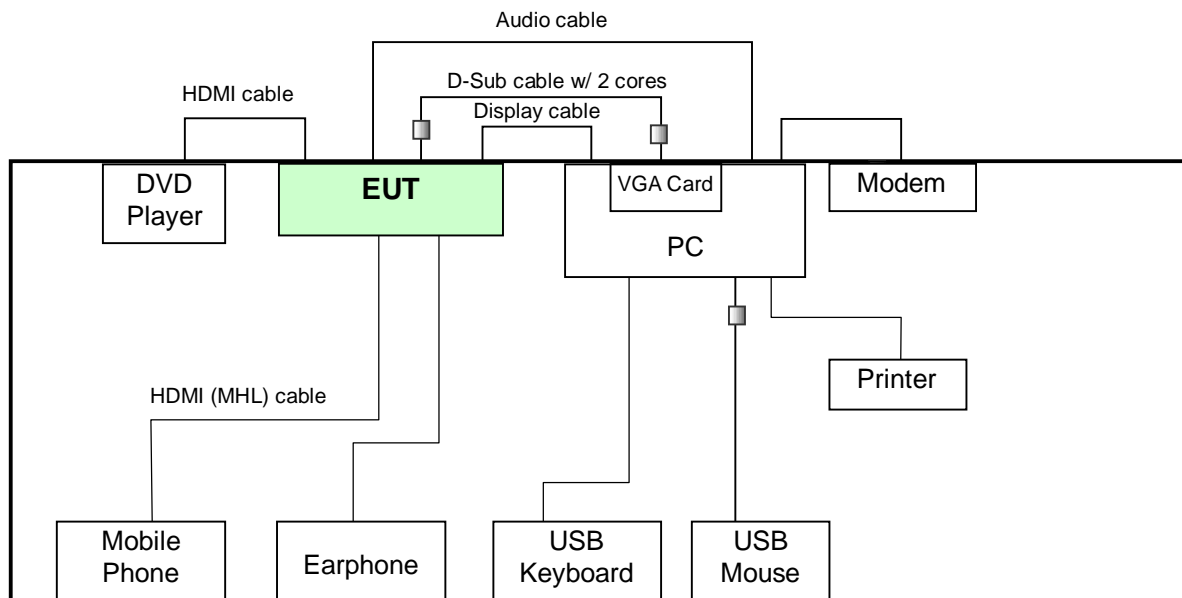 Audio cable
D-Sub cable w/ 2 cores
HDMI cable
Display cable
DVD
Player
EUT
VGA Card
PC
Modem
Printer
HDMI (MHL) cable
Mobile
Phone
Earphone
USB
Keyboard
USB
Mouse